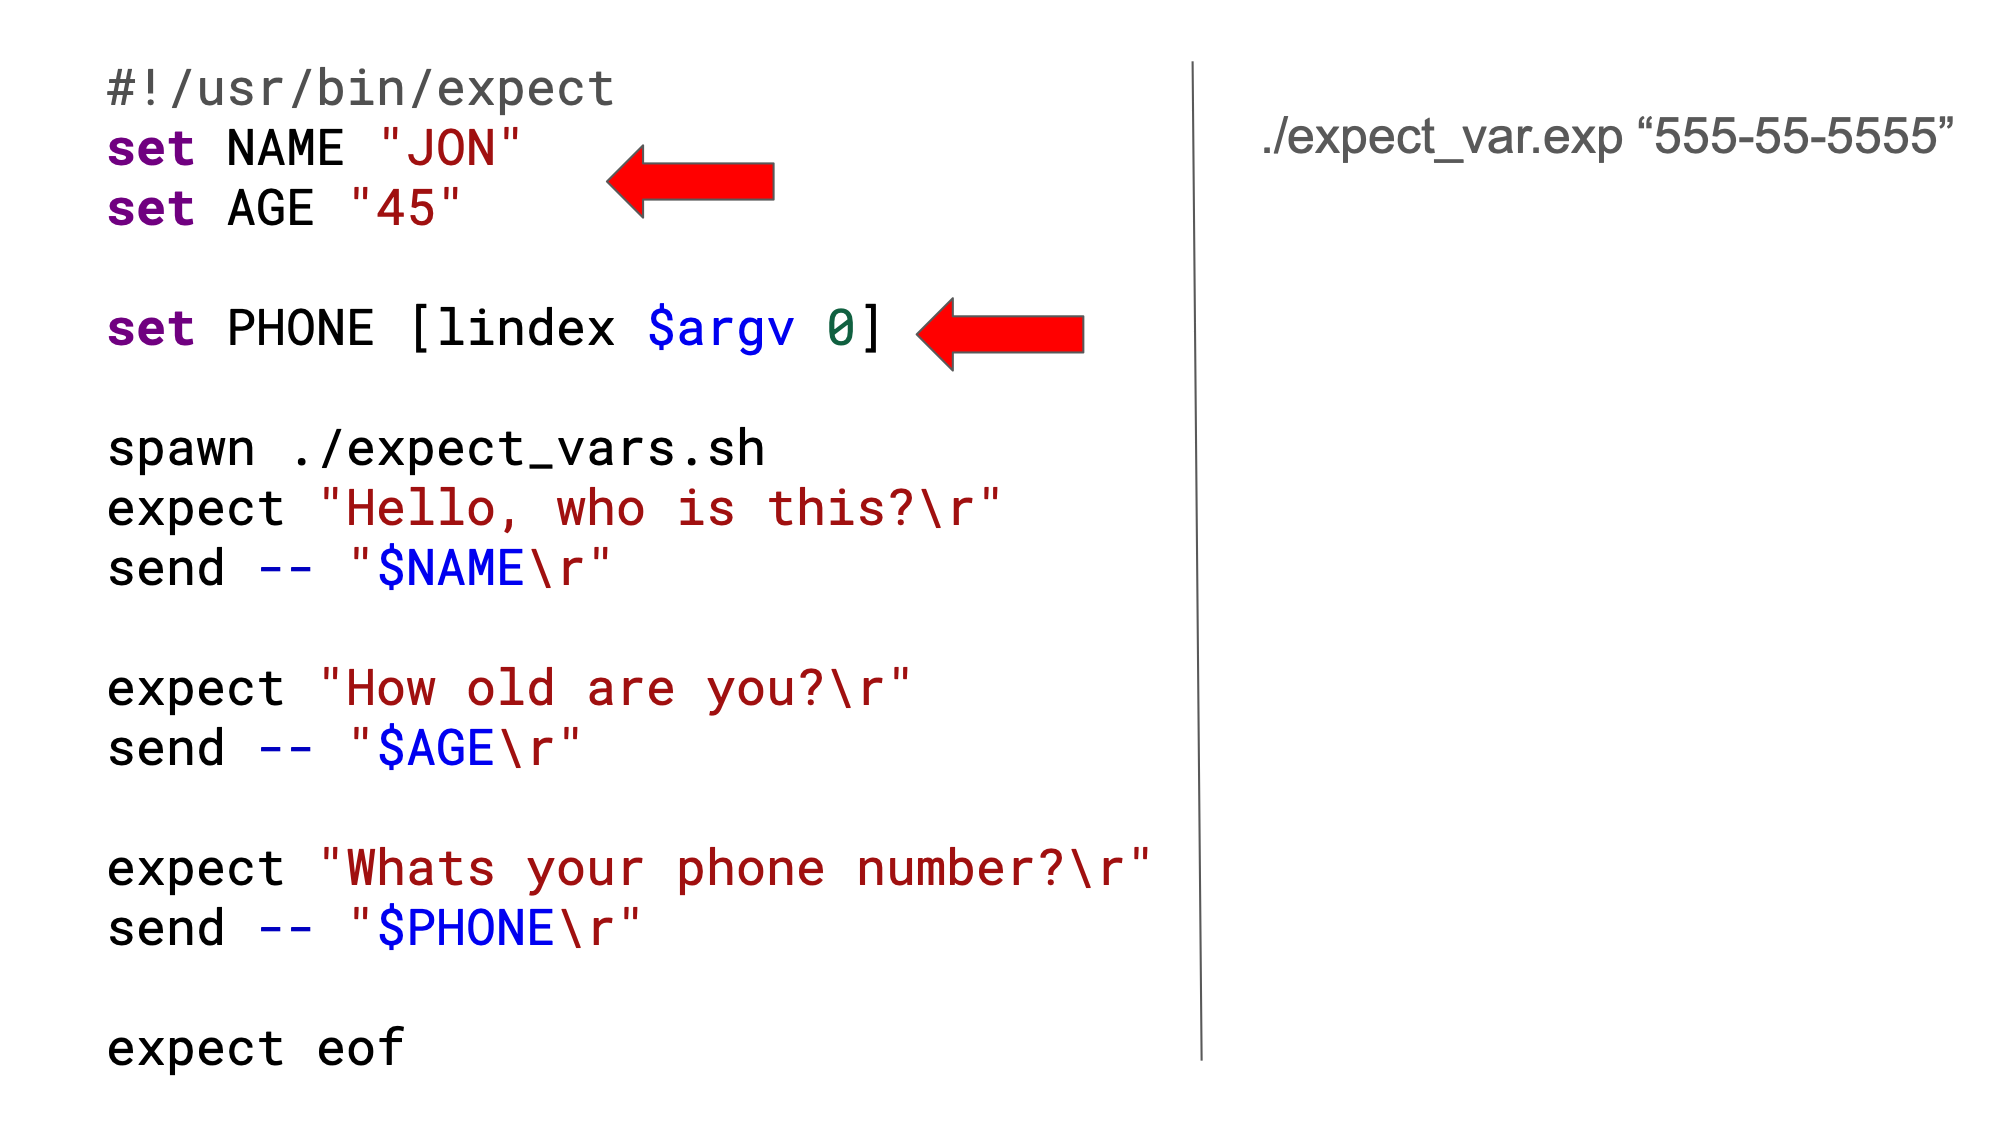 #!/usr/bin/expect
set NAME "JON"
set AGE "45"
set PHONE [lindex $argv 0]
spawn ./expect_vars.sh
expect "Hello, who is this?\r"
send -- "$NAME\r"
expect "How old are you?\r"
send -- "$AGE\r"
expect "Whats your phone number?\r"
send -- "$PHONE\r"
expect eof
./expect_var.exp “555-55-5555”